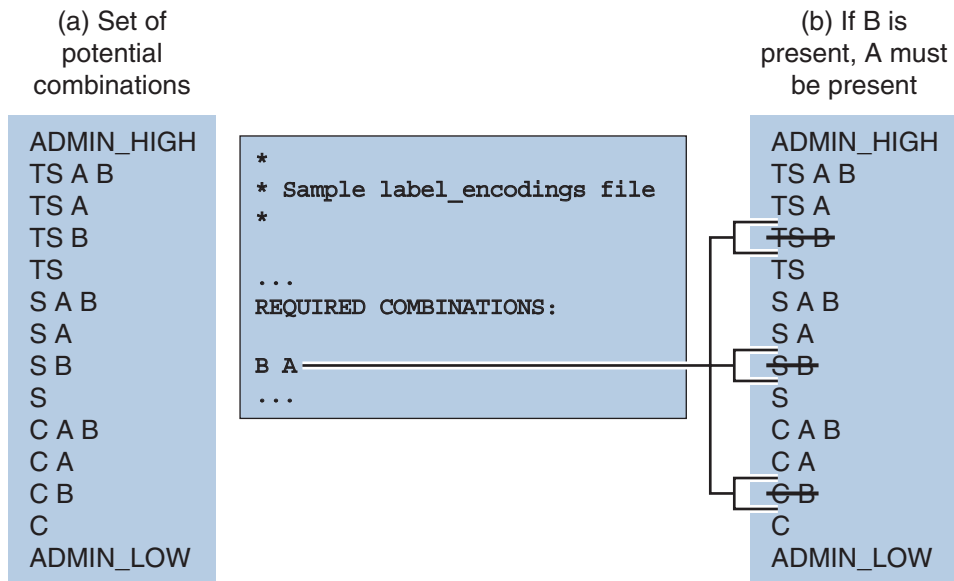 (a) Set of
potential
combinations
ADMIN_HIGH
TS A B
TS A
TS B
TS
S A B
S A
S B
S
C A B
C A
C B
C
ADMIN_LOW
*
* Sample label_encodings file
*
...
REQUIRED COMBINATIONS:
B A
...
(b) If B is
present, A must
be present
ADMIN_HIGH
TS A B
TS A
TS B
TS
S A B
S A
S B
S
C A B
C A
C B
C
ADMIN_LOW